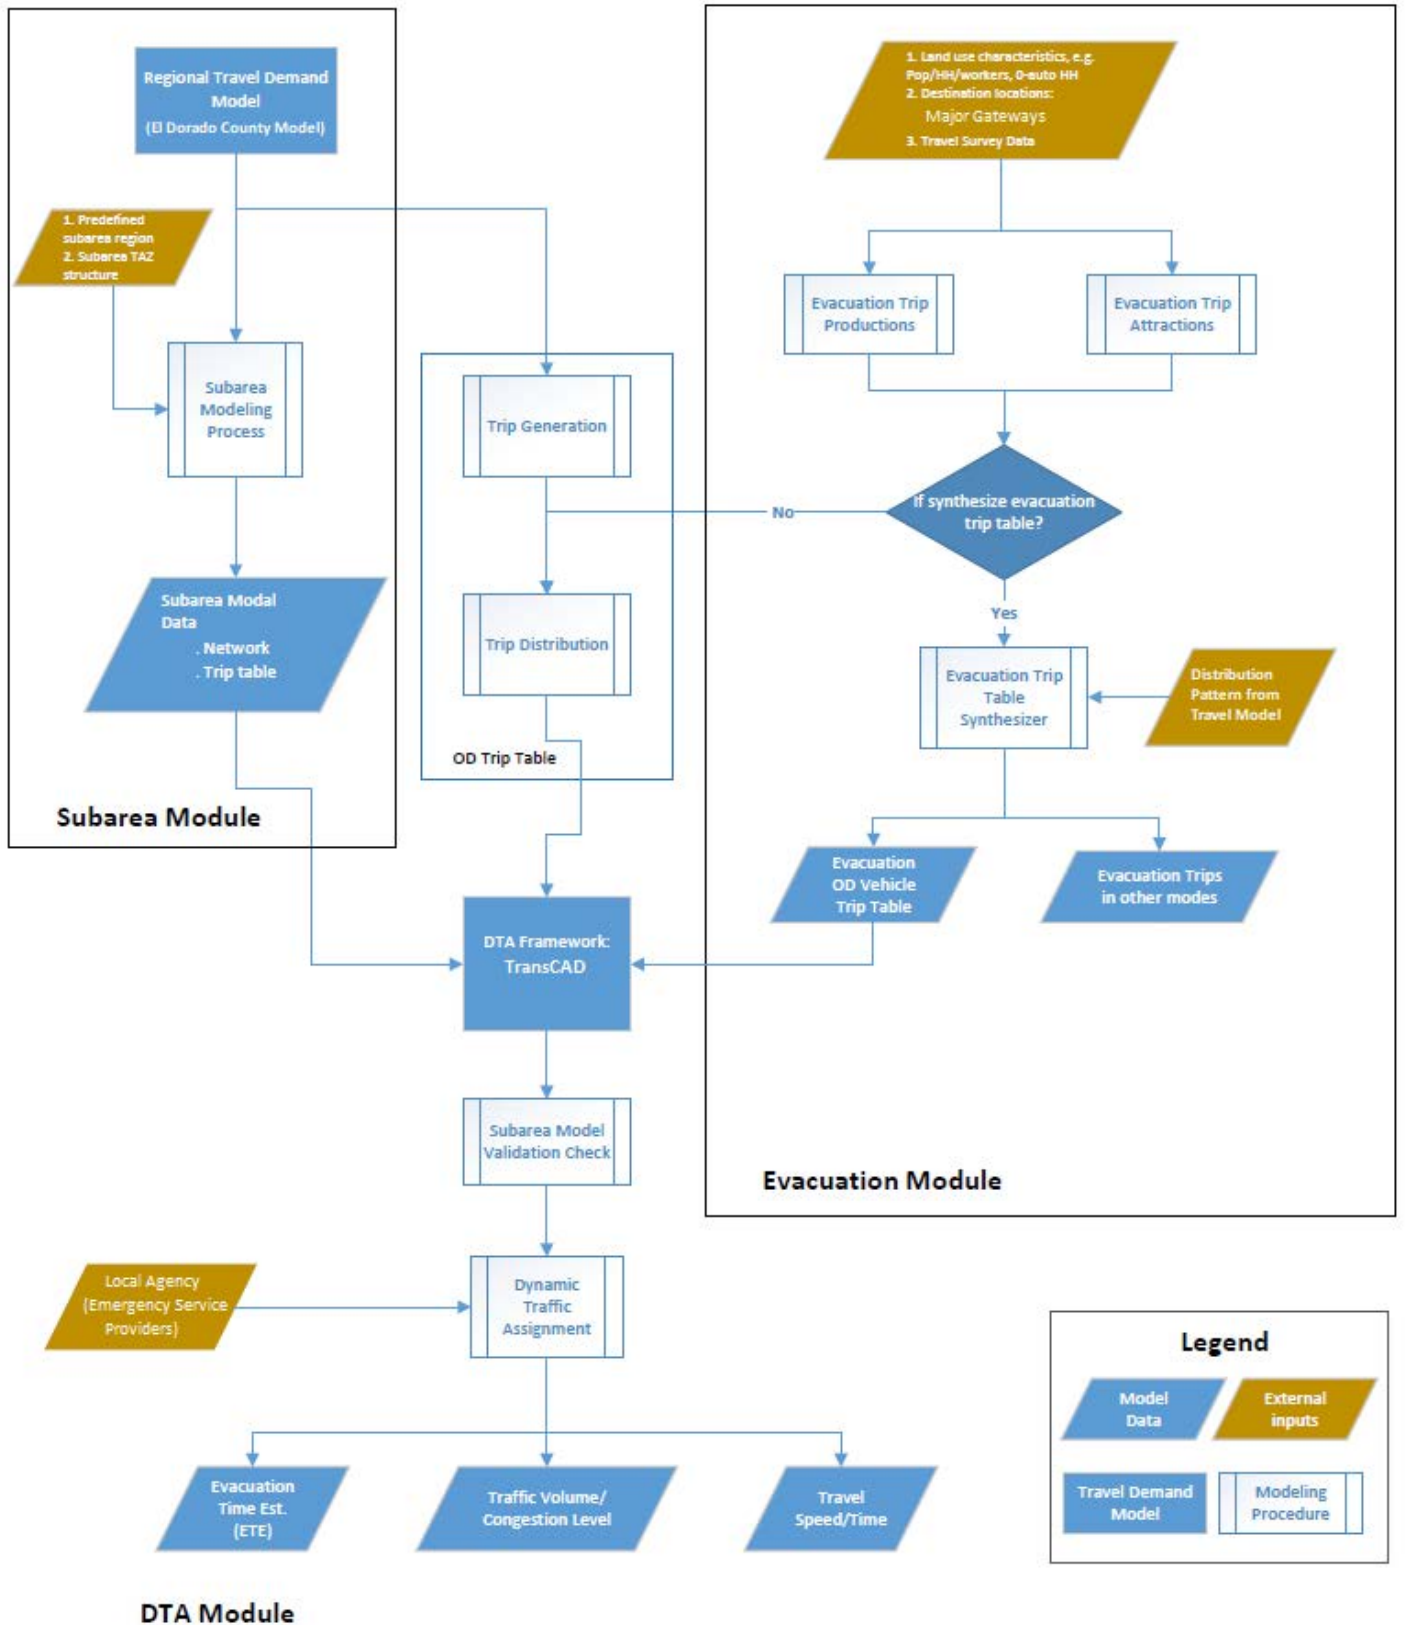 Regional Travel Demand
Model
(El Dorado County Model)
1. Predefined
subarea region
2. Subarea TAZ
structure
Subarea
Modeling
Process
Subarea Modal
Data
. Network
. Trip table
Subarea Module
Trip Generation
Trip Distribution
OD Trip Table
1. Land use characteristics, e.g.
Pop/HH/workers, 0-auto HH
2. Destination locations:
Major Gateways
3. Travel Survey Data
Evacuation Trip
Productions
Evacuation Trip
Attractions
If synthesize evacuation
trip table?
No
Yes
Evacuation Trip
Table
Synthesizer
Distribution
Pattern from
Travel Model
Evacuation
OD Vehicle
Trip Table
Evacuation Trips
in other modes
Evacuation Module
DTA Framework:
TransCAD
Subarea Model
Validation Check
Local Agency
(Emergency Service
Providers)
Dynamic
Traffic
Assignment
Evacuation
Time Est.
(ETE)
Traffic Volume/
Congestion Level
Travel
Speed/Time
DTA Module
Legend
Model
Data
External
inputs
Travel Demand
Model
Modeling
Procedure